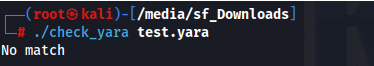 ┌──(root㉿kali)-[/media/sf_Downloads]
└─# ./check_yara test.yara
No match